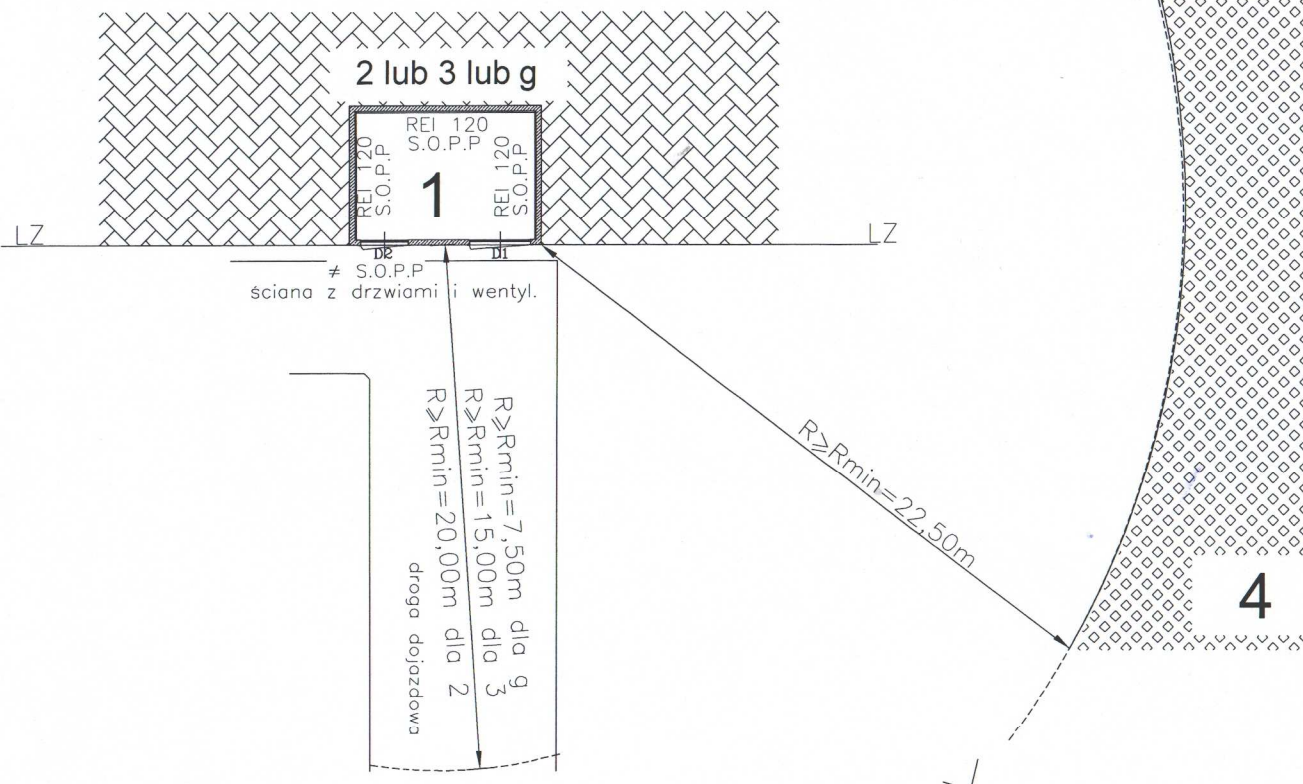 2 lub 3 lub g
REI 120
S.O.P.P
REI 120
S.O.P.P
REI 120
S.O.P.P
1
LZ
LZ
D2
D1
≠ S.O.P.P
ściana z drzwiami i wentyl.
R⩾Rmin=7,50m dla g
R⩾Rmin=15,00m dla 3
R⩾Rmin=20,00m dla 2
droga dojazdowa
R⩾Rmin=22,50m
4